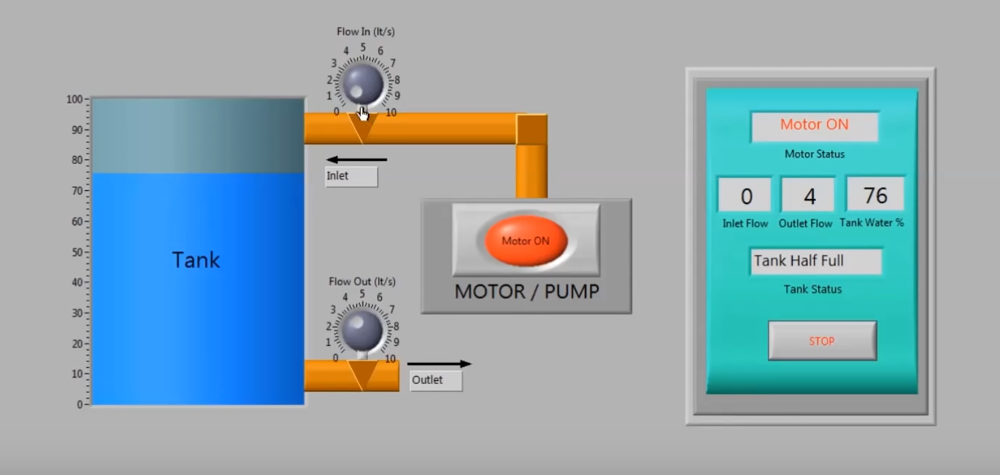 Flow In (lt/s)
0 1 2 3 4 5 6 7 8 9 10
100
90
80
70
60
50
40
30
20
10
0
Tank
Inlet
Motor ON
MOTOR / PUMP
Flow Out (lt/s)
0 1 2 3 4 5 6 7 8 9 10
Outlet
Motor ON
Motor Status
0 4 76
Inlet Flow Outlet Flow Tank Water %
Tank Half Full
Tank Status
STOP